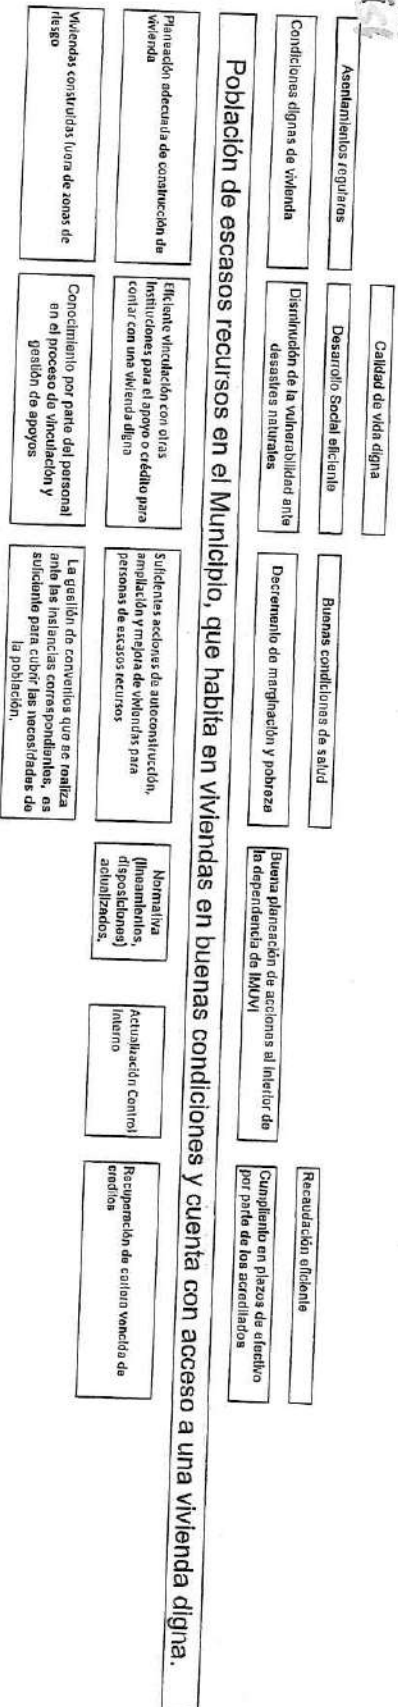 Calidad de vida digna
Asentamientos regulares
Desarrollo Social eficiente
Buenas condiciones de salud
Recaudación eficiente
Condiciones dignas de vivienda
Disminución de la vulnerabilidad ante
desastres naturales
Decremento de marginación y pobreza
Buena planeación de acciones al interior de
la dependencia de IMUVI
Cumpliento en plazos de efectivo
por parte de los acreditados
Población de escasos recursos en el Municipio, que habita en viviendas en buenas condiciones y cuenta con acceso a una vivienda digna.
Planeación adecuada de construcción de
vivienda
Eficiente vinculación con otras
Instituciones para el apoyo o crédito para
contar con una vivienda digna
Suficientes acciones de autoconstrucción,
ampliación y mejora de viviendas para
personas de escasos recursos
Normativa
(lineamientos,
disposiciones)
actualizados.
Actualización Control
Interno
Recuperación de cartera vencida de
creditos
Viviendas construidas fuera de zonas de
riesgo
Conocimiento por parte del personal
en el proceso de vinculación y
gestión de apoyos
La gestión de convenios que se realiza
ante las instancias correspondientes, es
suficiente para cubrir las necesidades de
la población.